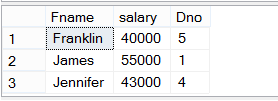 Fname salary Dno
1 Franklin 40000 5
2 James 55000 1
3 Jennifer 43000 4